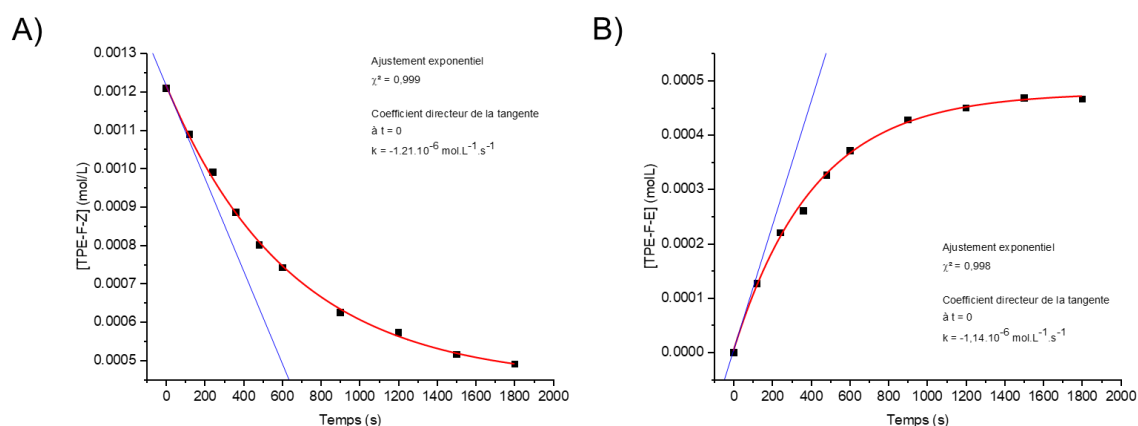 A)
0.0013
0.0012
0.0011
0.0010
0.0009
0.0008
0.0007
0.0006
0.0005
[TPE-F-Z] (mol/L)
Ajustement exponentiel
χ² = 0,999
Coefficient directeur de la tangente
à t = 0
k = -1.21.10⁻⁶ mol.L⁻¹.s⁻¹
0 200 400 600 800 1000 1200 1400 1600 1800 2000
Temps (s)
B)
0.0005
0.0004
0.0003
0.0002
0.0001
0.0000
[TPE-F-E] (molL)
Ajustement exponentiel
χ² = 0,998
Coefficient directeur de la tangente
à t = 0
k = -1,14.10⁻⁶ mol.L⁻¹.s⁻¹
0 200 400 600 800 1000 1200 1400 1600 1800 2000
Temps (s)